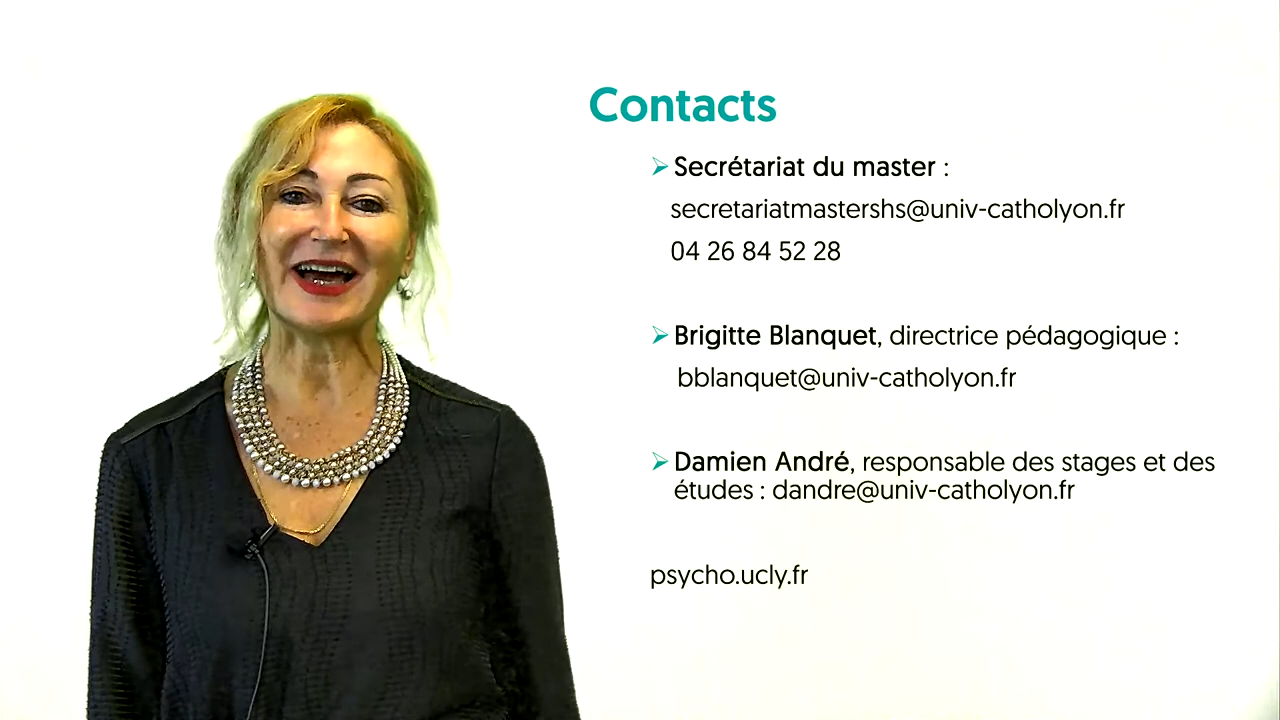 Contacts
Secrétariat du master :
secretariatmastershs@univ-catholyon.fr
04 26 84 52 28
Brigitte Blanquet, directrice pédagogique :
bblanquet@univ-catholyon.fr
Damien André, responsable des stages et des
études : dandre@univ-catholyon.fr
psycho.ucly.fr